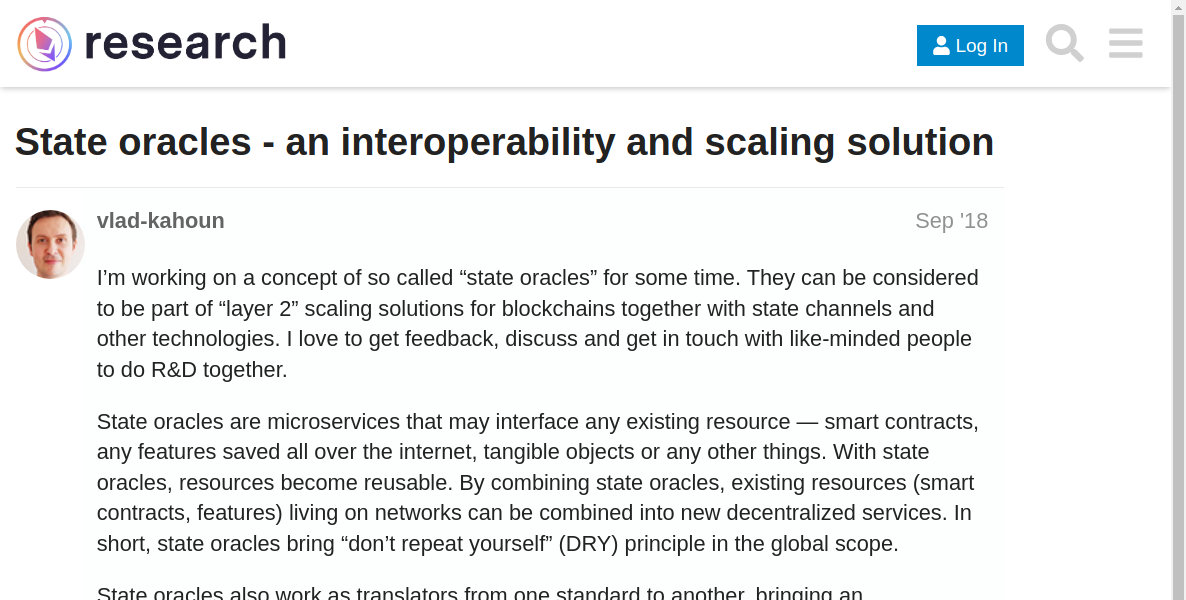 research
Log In
State oracles - an interoperability and scaling solution
vlad-kahoun
Sep '18
I’m working on a concept of so called “state oracles” for some time. They can be considered
to be part of “layer 2” scaling solutions for blockchains together with state channels and
other technologies. I love to get feedback, discuss and get in touch with like-minded people
to do R&D together.
State oracles are microservices that may interface any existing resource — smart contracts,
any features saved all over the internet, tangible objects or any other things. With state
oracles, resources become reusable. By combining state oracles, existing resources (smart
contracts, features) living on networks can be combined into new decentralized services. In
short, state oracles bring “don’t repeat yourself” (DRY) principle in the global scope.
State oracles also work as translators from one standard to another, bringing an